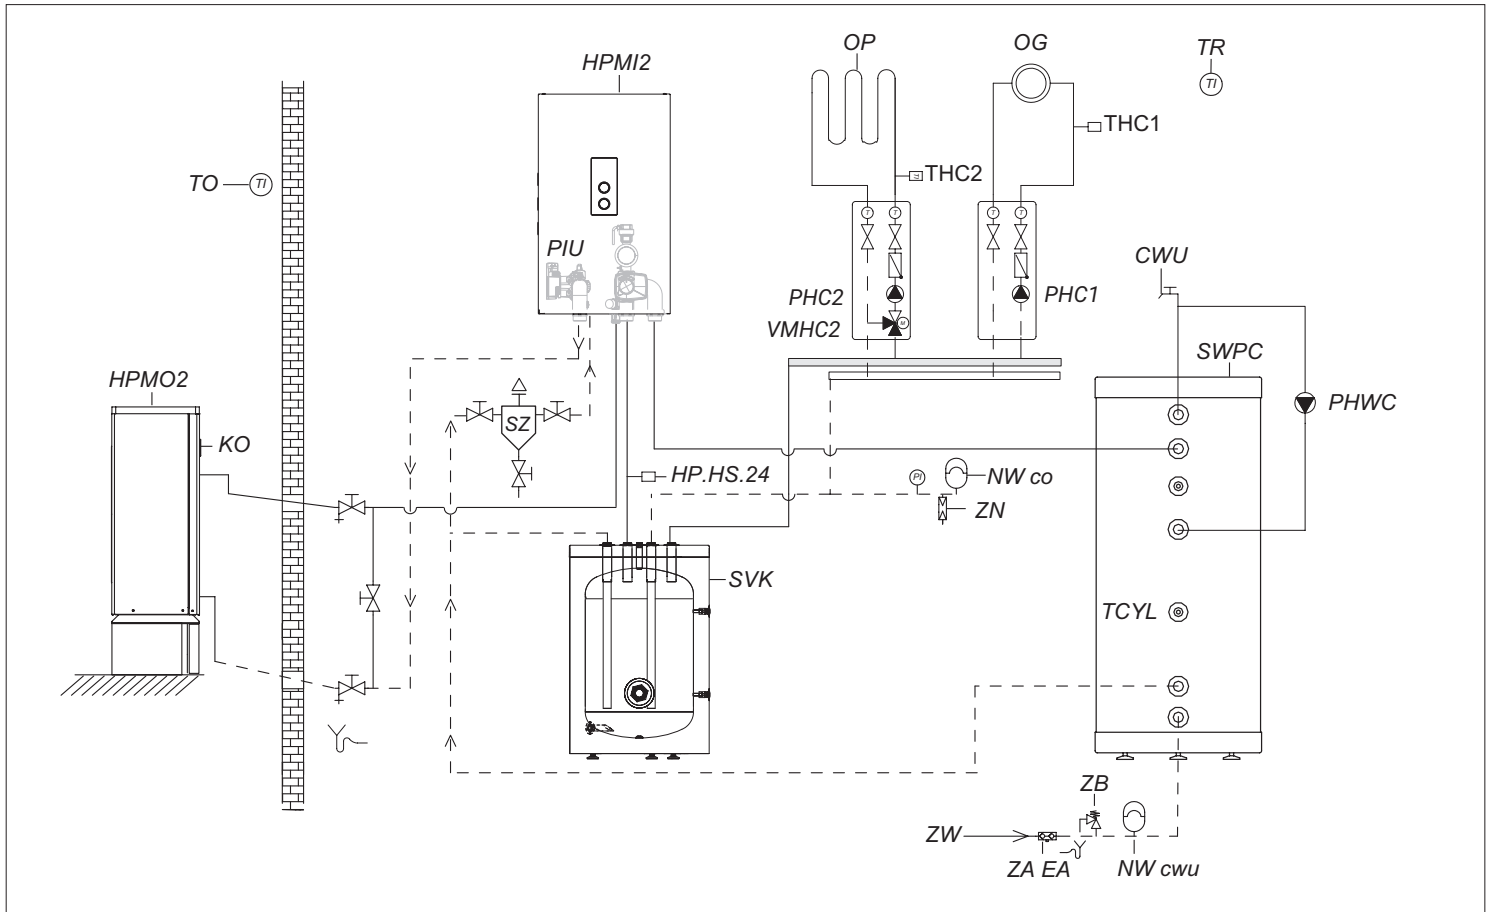 OP
OG
TR
HPMI2
TI
THC1
TO
TI
TI
THC2
T
T
T
T
PIU
CWU
PHC2
PHC1
VMHC2
M
SWPC
HPMO2
PHWC
SZ
KO
HP.HS.24
PI
NW co
ZN
SVK
TCYL
ZB
ZW
ZA EA
NW cwu